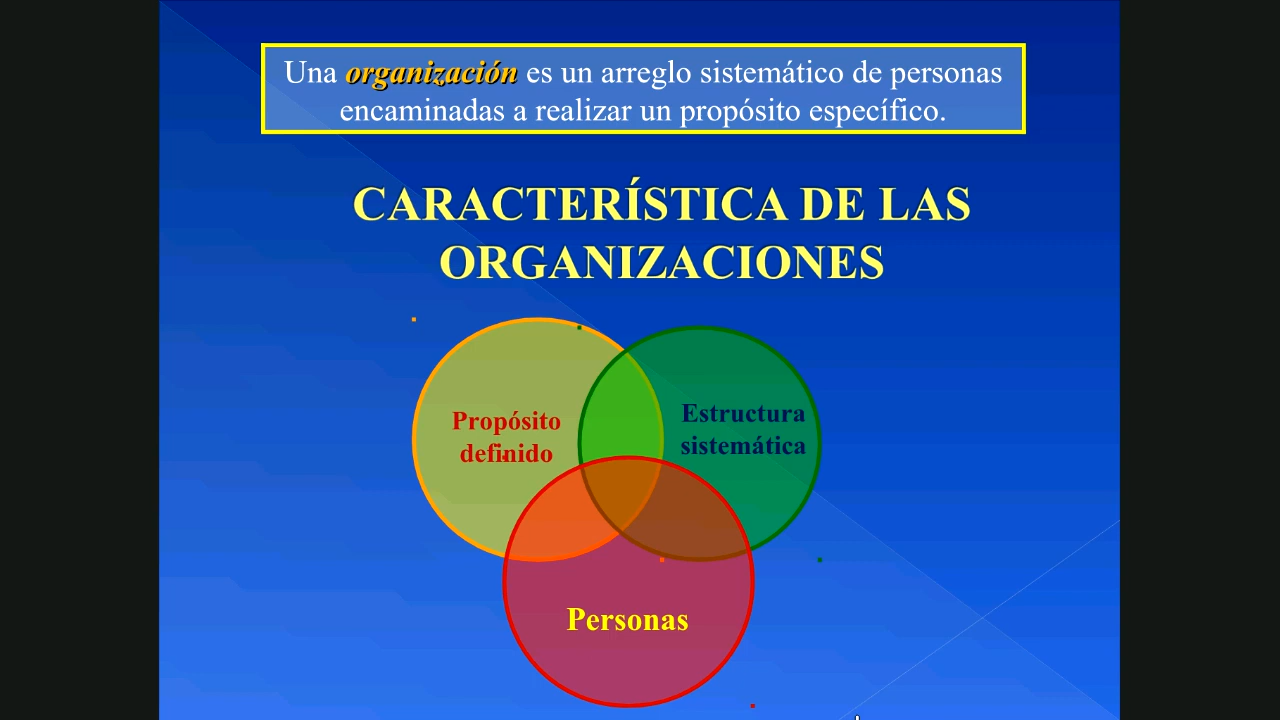 Una organización es un arreglo sistemático de personas
encaminadas a realizar un propósito específico.
CARACTERÍSTICA DE LAS
ORGANIZACIONES
Propósito
definido
Estructura
sistemática
Personas